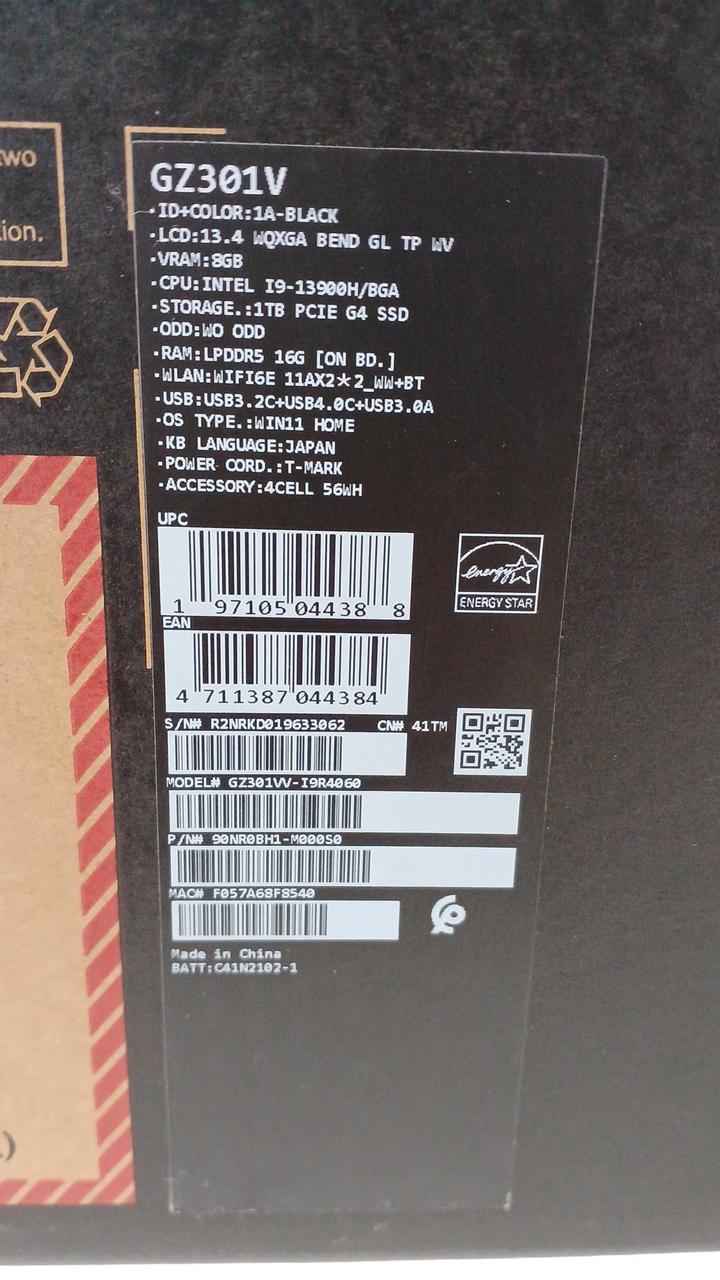 two
tion.
GZ301V
·ID+COLOR:1A-BLACK
·LCD:13.4 WQXGA BEND GL TP WV
·VRAM:8GB
·CPU:INTEL I9-13900H/BGA
·STORAGE.:1TB PCIE G4 SSD
·ODD:WO ODD
·RAM:LPDDR5 16G [ON BD.]
·WLAN:WIFI6E 11AX2*2_WW+BT
·USB:USB3.2C+USB4.0C+USB3.0A
·OS TYPE.:WIN11 HOME
·KB LANGUAGE:JAPAN
·POWER CORD.:T-MARK
·ACCESSORY:4CELL 56WH
UPC
1 97105 04438 8
energy
ENERGY STAR
EAN
4 711387 044384
S/N# R2NRKD019633062 CN# 41TM
MODEL# GZ301VV-I9R4060
P/N# 90NR0BH1-M000S0
MAC# F057A68F8540
Made in China
BATT:C41N2102-1
)